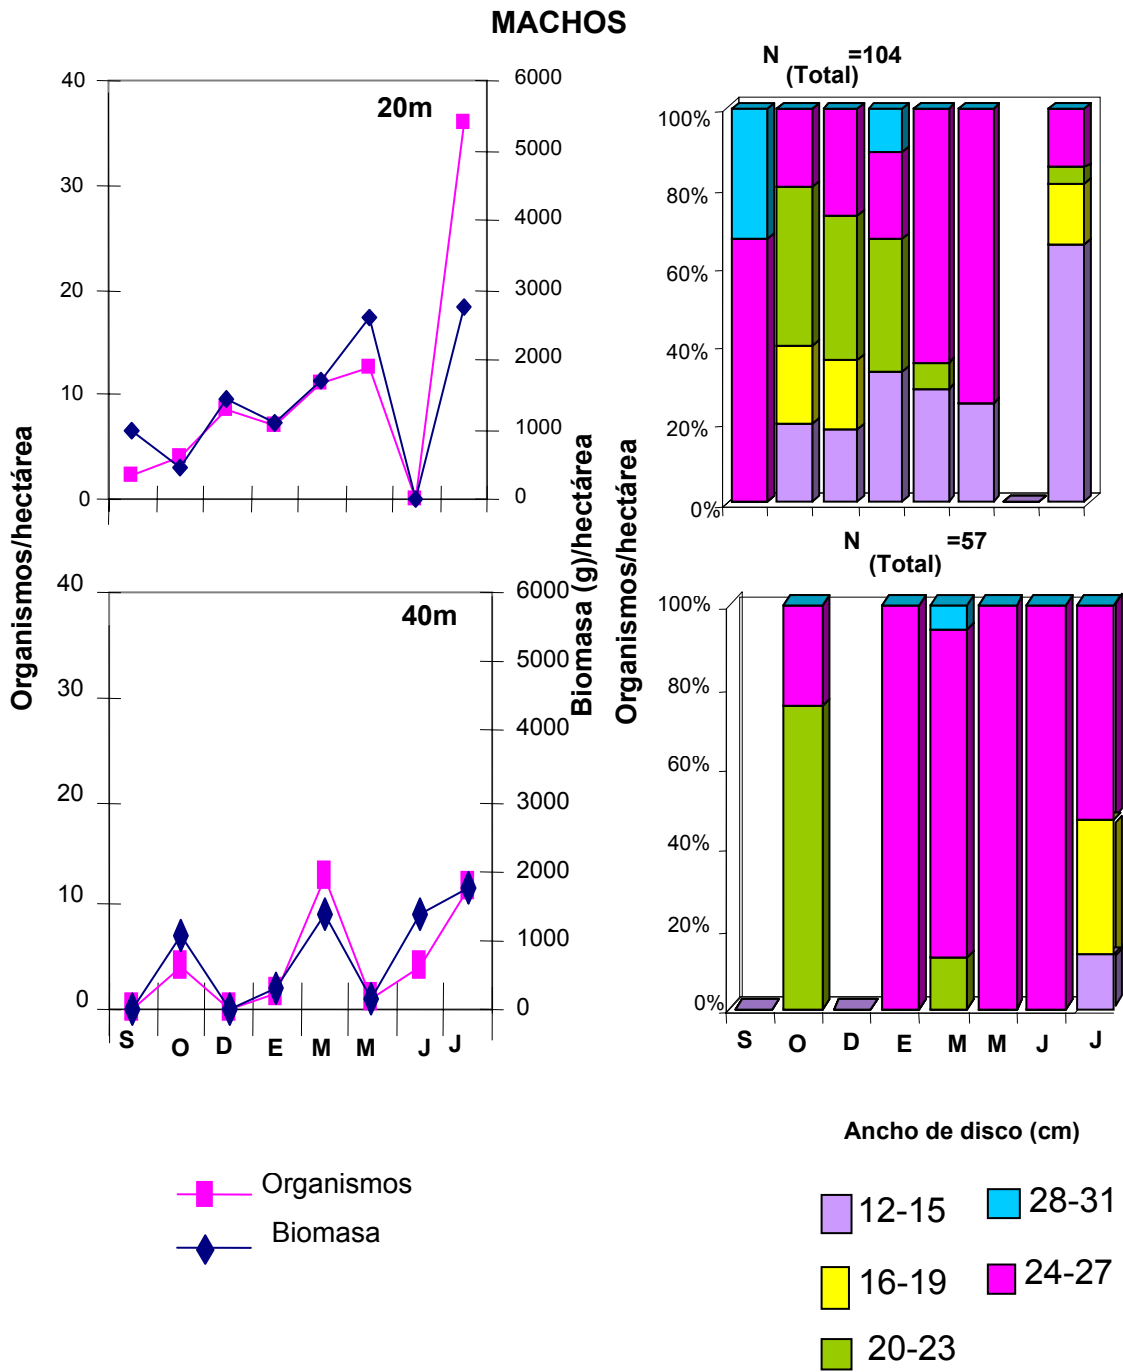 MACHOS
N =104
(Total)
20m
40
30
20
10
0
6000
5000
4000
3000
2000
1000
0
100%
80%
60%
40%
20%
0%
Organismos/hectárea
Biomasa (g)/hectárea
Organismos/hectárea
N =57
(Total)
40m
40
30
20
10
0
6000
5000
4000
3000
2000
1000
0
100%
80%
60%
40%
20%
0%
S O D E M M J J
S O D E M M J J
Organismos
Biomasa
Ancho de disco (cm)
12-15
28-31
16-19
24-27
20-23